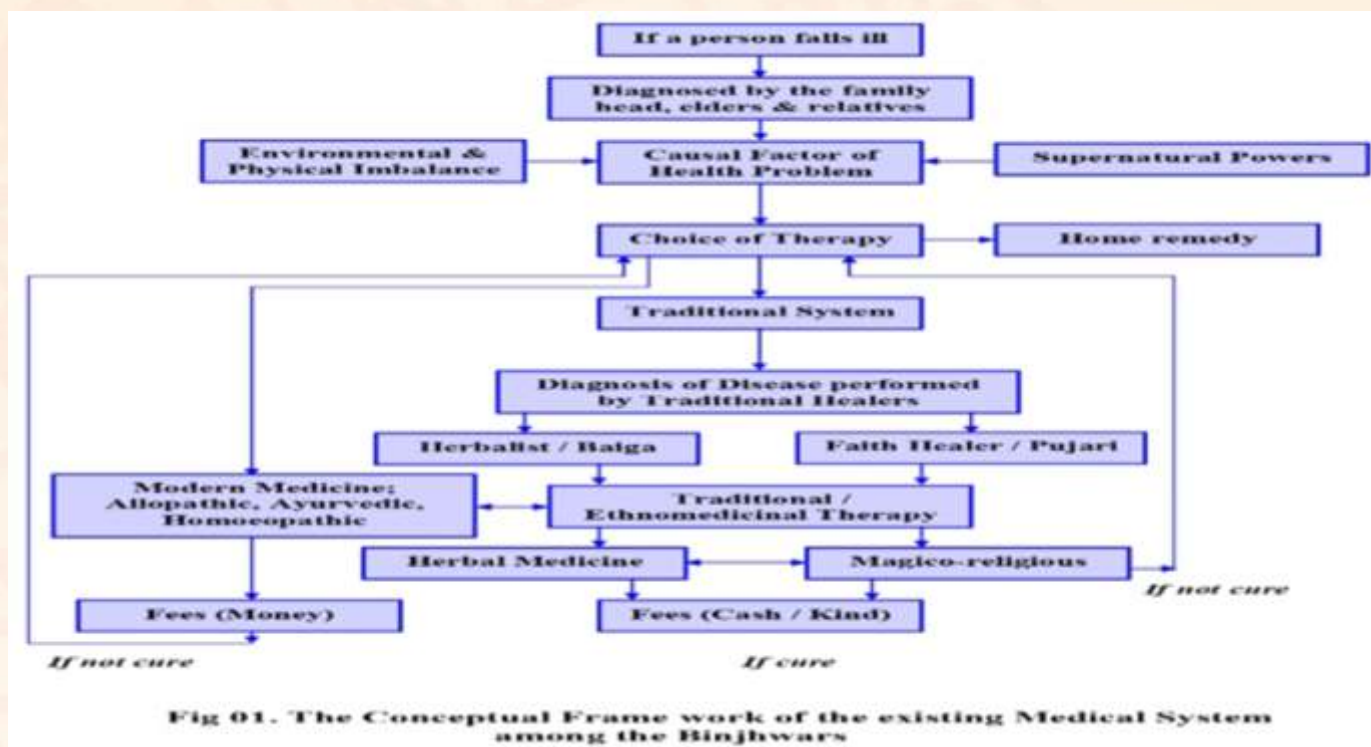 If a person falls ill
Diagnosed by the family
head, elders & relatives
Environmental &
Physical Imbalance
Causal Factor of
Health Problem
Supernatural Powers
Choice of Therapy
Home remedy
Traditional System
Diagnosis of Disease performed
by Traditional Healers
Herbalist / Baiga
Faith Healer / Pujari
Modern Medicine;
Allopathic, Ayurvedic,
Homoeopathic
Traditional /
Ethnomedicinal Therapy
Herbal Medicine
Magico-religious
If not cure
Fees (Money)
Fees (Cash / Kind)
If not cure
If cure
Fig 01. The Conceptual Frame work of the existing Medical System
among the Binjhwars